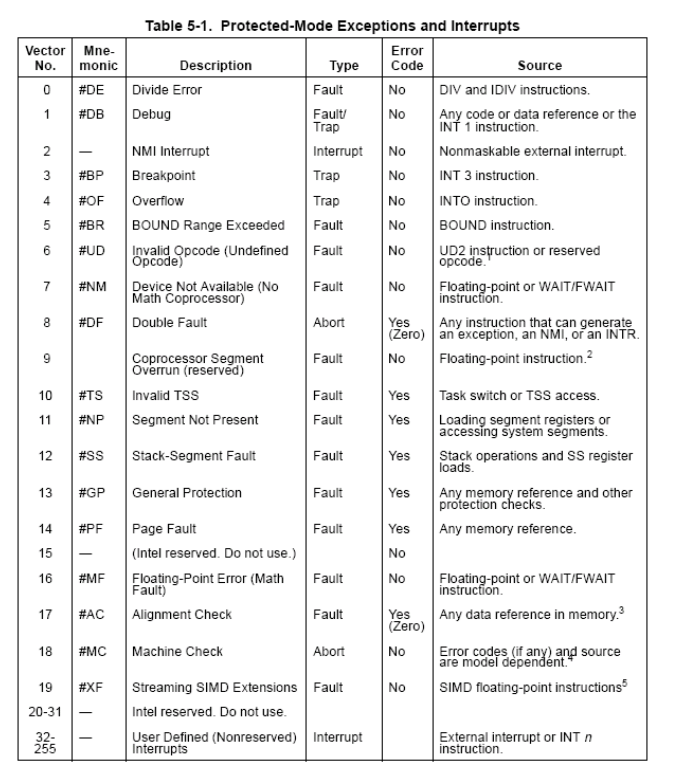 Table 5-1. Protected-Mode Exceptions and Interrupts
Vector No. Mne-monic Description Type Error Code Source
0 #DE Divide Error Fault No DIV and IDIV instructions.
1 #DB Debug Fault/ Trap No Any code or data reference or the INT 1 instruction.
2 — NMI Interrupt Interrupt No Nonmaskable external interrupt.
3 #BP Breakpoint Trap No INT 3 instruction.
4 #OF Overflow Trap No INTO instruction.
5 #BR BOUND Range Exceeded Fault No BOUND instruction.
6 #UD Invalid Opcode (Undefined Opcode) Fault No UD2 instruction or reserved opcode.1
7 #NM Device Not Available (No Math Coprocessor) Fault No Floating-point or WAIT/FWAIT instruction.
8 #DF Double Fault Abort Yes (Zero) Any instruction that can generate an exception, an NMI, or an INTR.
9 Coprocessor Segment Overrun (reserved) Fault No Floating-point instruction.2
10 #TS Invalid TSS Fault Yes Task switch or TSS access.
11 #NP Segment Not Present Fault Yes Loading segment registers or accessing system segments.
12 #SS Stack-Segment Fault Fault Yes Stack operations and SS register loads.
13 #GP General Protection Fault Yes Any memory reference and other protection checks.
14 #PF Page Fault Fault Yes Any memory reference.
15 — (Intel reserved. Do not use.) No
16 #MF Floating-Point Error (Math Fault) Fault No Floating-point or WAIT/FWAIT instruction.
17 #AC Alignment Check Fault Yes (Zero) Any data reference in memory.3
18 #MC Machine Check Abort No Error codes (if any) and source are model dependent.4
19 #XF Streaming SIMD Extensions Fault No SIMD floating-point instructions5
20-31 — Intel reserved. Do not use.
32-255 — User Defined (Nonreserved) Interrupts Interrupt External interrupt or INT n instruction.